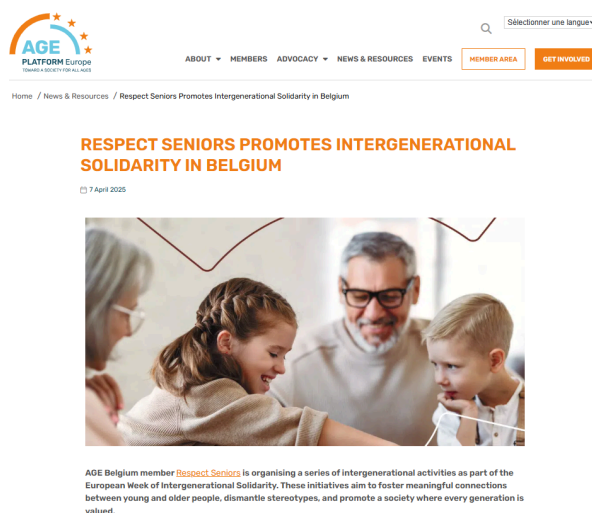 Sélectionner une langue
AGE
PLATFORM Europe
TOWARD A SOCIETY FOR ALL AGES
ABOUT MEMBERS ADVOCACY NEWS & RESOURCES EVENTS MEMBER AREA GET INVOLVED
Home / News & Resources / Respect Seniors Promotes Intergenerational Solidarity in Belgium
RESPECT SENIORS PROMOTES INTERGENERATIONAL
SOLIDARITY IN BELGIUM
7 April 2025
AGE Belgium member Respect Seniors is organising a series of intergenerational activities as part of the
European Week of Intergenerational Solidarity. These initiatives aim to foster meaningful connections
between young and older people, dismantle stereotypes, and promote a society where every generation is
valued.